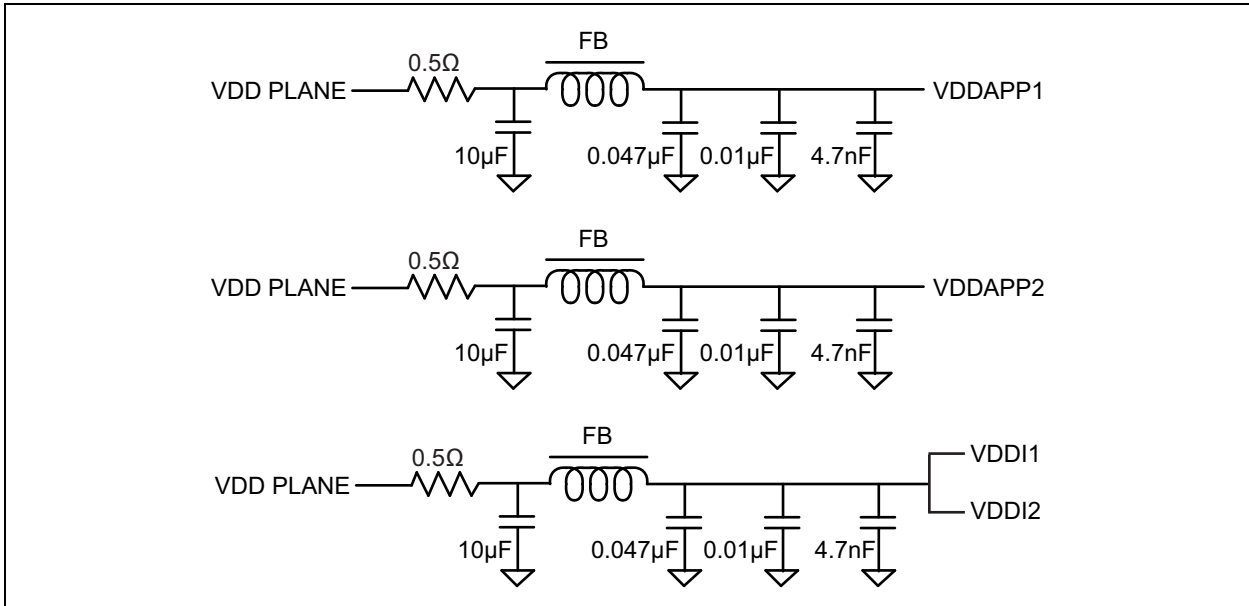 FB
0.5Ω
VDD PLANE
VDDAPP1
10µF
0.047µF
0.01µF
4.7nF
FB
0.5Ω
VDD PLANE
VDDAPP2
10µF
0.047µF
0.01µF
4.7nF
FB
0.5Ω
VDD PLANE
VDDI1
VDDI2
10µF
0.047µF
0.01µF
4.7nF